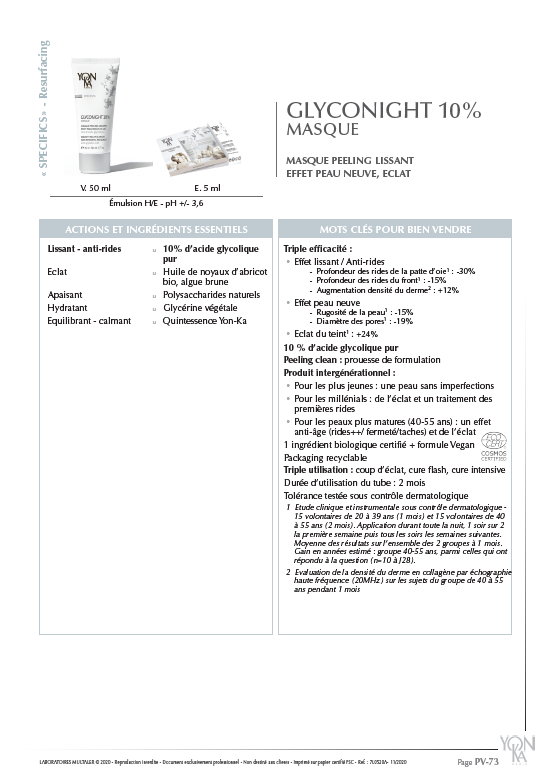 « SPECIFICS » - Resurfacing
YON
KA
GLYCONIGHT 10%
MASQUE
MASQUE PEELING LISSANT
EFFET PEAU NEUVE, ECLAT
V. 50 ml
E. 5 ml
Émulsion H/E - pH +/- 3,6
ACTIONS ET INGRÉDIENTS ESSENTIELS
Lissant - anti-rides » 10% d'acide glycolique
pur
Eclat » Huile de noyaux d'abricot
bio, algue brune
Apaisant » Polysaccharides naturels
Hydratant » Glycérine végétale
Equilibrant - calmant » Quintessence Yon-Ka
MOTS CLÉS POUR BIEN VENDRE
Triple efficacité :
• Effet lissant / Anti-rides
- Profondeur des rides de la patte d'oie¹ : -30%
- Profondeur des rides du front¹ : -15%
- Augmentation densité du derme² : +12%
• Effet peau neuve
- Rugosité de la peau¹ : -15%
- Diamètre des pores¹ : -19%
• Eclat du teint¹ : +24%
10 % d'acide glycolique pur
Peeling clean : prouesse de formulation
Produit intergénérationnel :
• Pour les plus jeunes : une peau sans imperfections
• Pour les millénials : de l'éclat et un traitement des
premières rides
• Pour les peaux plus matures (40-55 ans) : un effet
anti-âge (rides++/ fermeté/taches) et de l'éclat
1 ingrédient biologique certifié + formule Vegan
ECO
CERT
COSMOS
CERTIFIED
Packaging recyclable
Triple utilisation : coup d'éclat, cure flash, cure intensive
Durée d'utilisation du tube : 2 mois
Tolérance testée sous contrôle dermatologique
1 Etude clinique et instrumentale sous contrôle dermatologique -
15 volontaires de 20 à 39 ans (1 mois) et 15 volontaires de 40
à 55 ans (2 mois). Application durant toute la nuit, 1 soir sur 2
la première semaine puis tous les soirs les semaines suivantes.
Moyenne des résultats sur l'ensemble des 2 groupes à 1 mois.
Gain en années estimé : groupe 40-55 ans, parmi celles qui ont
répondu à la question (n=10 à J28).
2 Evaluation de la densité du derme en collagène par échographie
haute fréquence (20MHz) sur les sujets du groupe de 40 à 55
ans pendant 1 mois
LABORATOIRES MULTALER © 2020 - Reproduction interdite - Document exclusivement professionnel - Non destiné aux clients - Imprimé sur papier certifié FSC - Ref. : 7L0528/4- 11/2020
Page PV-73
YON
KA